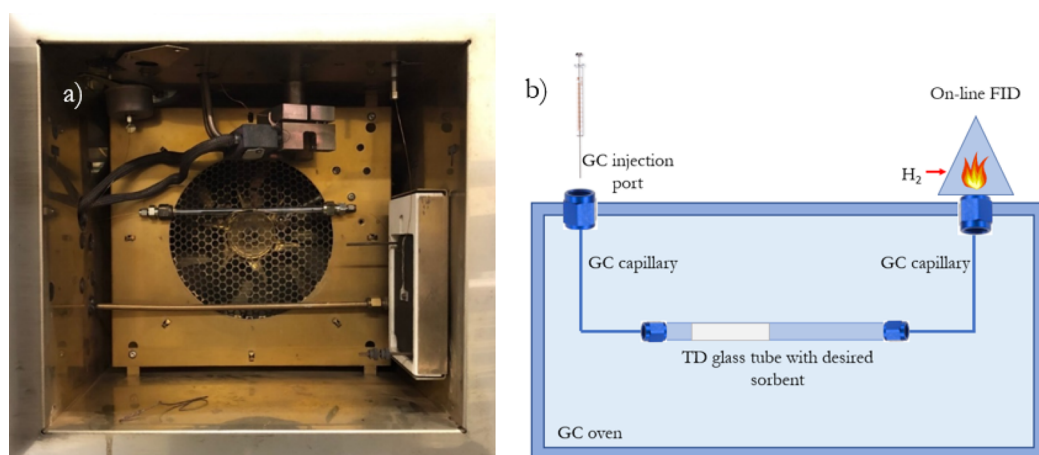 a)
b)
On-line FID
GC injection
port
H₂
GC capillary
GC capillary
TD glass tube with desired
sorbent
GC oven